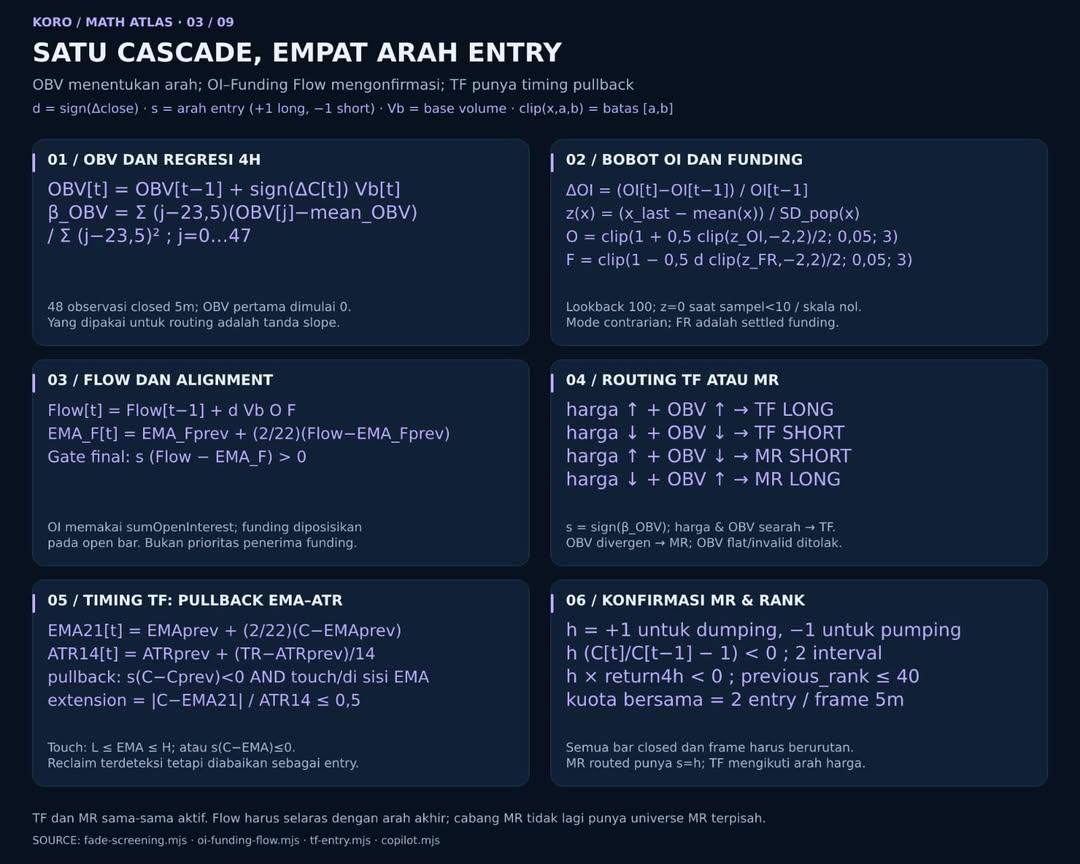 KORO / MATH ATLAS · 03 / 09
SATU CASCADE, EMPAT ARAH ENTRY
OBV menentukan arah; OI–Funding Flow mengonfirmasi; TF punya timing pullback
d = sign(Δclose) · s = arah entry (+1 long, −1 short) · Vb = base volume · clip(x,a,b) = batas [a,b]
01 / OBV DAN REGRESI 4H
OBV[t] = OBV[t−1] + sign(ΔC[t]) Vb[t]
β_OBV = Σ (j−23,5)(OBV[j]−mean_OBV)
/ Σ (j−23,5)² ; j=0…47
48 observasi closed 5m; OBV pertama dimulai 0.
Yang dipakai untuk routing adalah tanda slope.
02 / BOBOT OI DAN FUNDING
ΔOI = (OI[t]−OI[t−1]) / OI[t−1]
z(x) = (x_last − mean(x)) / SD_pop(x)
O = clip(1 + 0,5 clip(z_OI,−2,2)/2; 0,05; 3)
F = clip(1 − 0,5 d clip(z_FR,−2,2)/2; 0,05; 3)
Lookback 100; z=0 saat sampel<10 / skala nol.
Mode contrarian; FR adalah settled funding.
03 / FLOW DAN ALIGNMENT
Flow[t] = Flow[t−1] + d Vb O F
EMA_F[t] = EMA_Fprev + (2/22)(Flow−EMA_Fprev)
Gate final: s (Flow − EMA_F) > 0
OI memakai sumOpenInterest; funding diposisikan
pada open bar. Bukan prioritas penerima funding.
04 / ROUTING TF ATAU MR
harga ↑ + OBV ↑ → TF LONG
harga ↓ + OBV ↓ → TF SHORT
harga ↑ + OBV ↓ → MR SHORT
harga ↓ + OBV ↑ → MR LONG
s = sign(β_OBV); harga & OBV searah → TF.
OBV divergen → MR; OBV flat/invalid ditolak.
05 / TIMING TF: PULLBACK EMA–ATR
EMA21[t] = EMAprev + (2/22)(C−EMAprev)
ATR14[t] = ATRprev + (TR−ATRprev)/14
pullback: s(C−Cprev)<0 AND touch/di sisi EMA
extension = |C−EMA21| / ATR14 ≤ 0,5
Touch: L ≤ EMA ≤ H; atau s(C−EMA)≤0.
Reclaim terdeteksi tetapi diabaikan sebagai entry.
06 / KONFIRMASI MR & RANK
h = +1 untuk dumping, −1 untuk pumping
h (C[t]/C[t−1] − 1) < 0 ; 2 interval
h × return4h < 0 ; previous_rank ≤ 40
kuota bersama = 2 entry / frame 5m
Semua bar closed dan frame harus berurutan.
MR routed punya s=h; TF mengikuti arah harga.
TF dan MR sama-sama aktif. Flow harus selaras dengan arah akhir; cabang MR tidak lagi punya universe MR terpisah.
SOURCE: fade-screening.mjs · oi-funding-flow.mjs · tf-entry.mjs · copilot.mjs